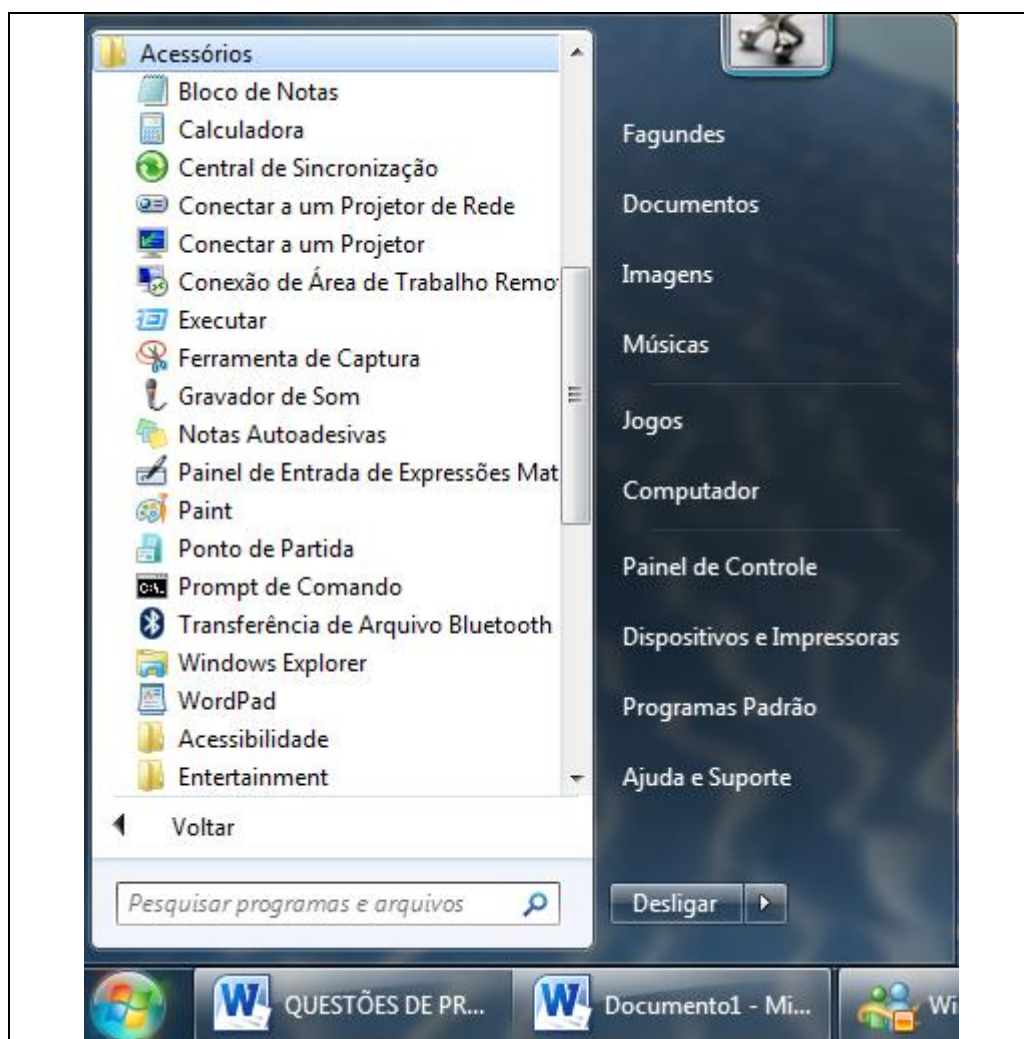 Acessórios
Bloco de Notas
Calculadora
Central de Sincronização
Conectar a um Projetor de Rede
Conectar a um Projetor
Conexão de Área de Trabalho Remo
Executar
Ferramenta de Captura
Gravador de Som
Notas Autoadesivas
Painel de Entrada de Expressões Mat
Paint
Ponto de Partida
Prompt de Comando
Transferência de Arquivo Bluetooth
Windows Explorer
WordPad
Acessibilidade
Entertainment
Voltar
Pesquisar programas e arquivos
Fagundes
Documentos
Imagens
Músicas
Jogos
Computador
Painel de Controle
Dispositivos e Impressoras
Programas Padrão
Ajuda e Suporte
Desligar
QUESTÕES DE PR...
Documento1 - Mi...
Wi